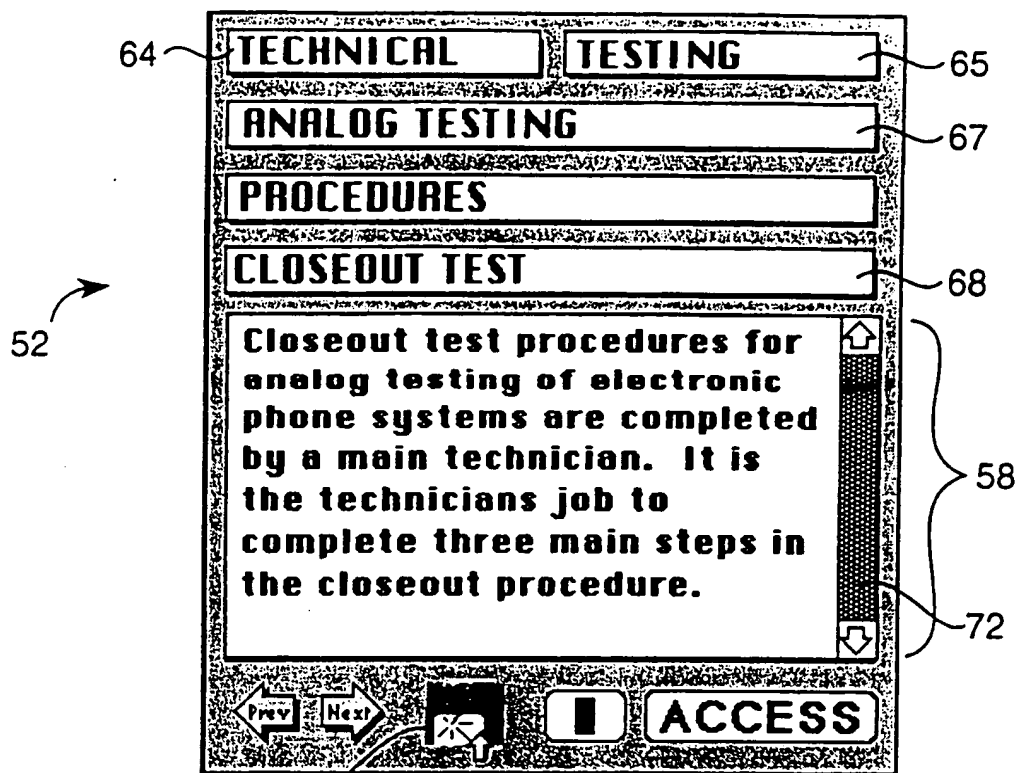 64 TECHNICAL TESTING 65
ANALOG TESTING 67
PROCEDURES
CLOSEOUT TEST 68
52
Closeout test procedures for
analog testing of electronic
phone systems are completed
by a main technician. It is
the technicians job to
complete three main steps in
the closeout procedure.
58
72
Prev Next ACCESS